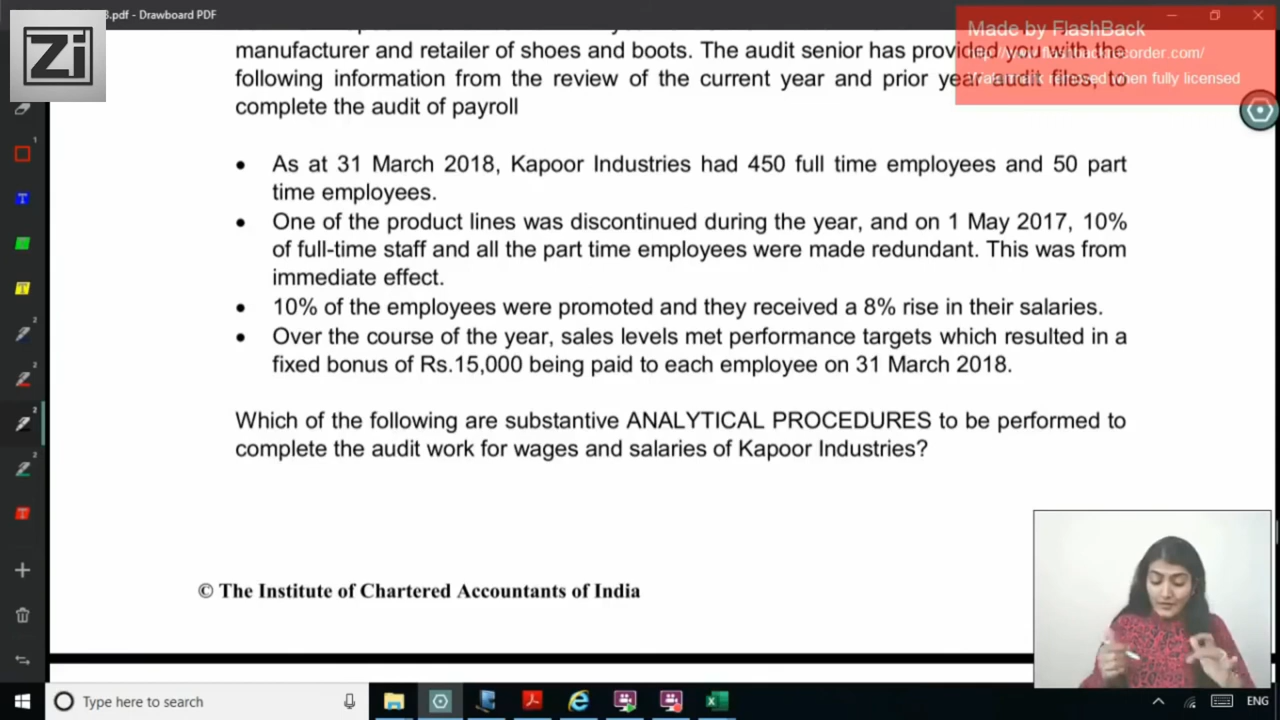 3.pdf - Drawboard PDF
Zi
Made by FlashBack
manufacturer and retailer of shoes and boots. The audit senior has provided you with the
following information from the review of the current year and prior year audit files, to
complete the audit of payroll
• As at 31 March 2018, Kapoor Industries had 450 full time employees and 50 part
time employees.
• One of the product lines was discontinued during the year, and on 1 May 2017, 10%
of full-time staff and all the part time employees were made redundant. This was from
immediate effect.
• 10% of the employees were promoted and they received a 8% rise in their salaries.
• Over the course of the year, sales levels met performance targets which resulted in a
fixed bonus of Rs.15,000 being paid to each employee on 31 March 2018.
Which of the following are substantive ANALYTICAL PROCEDURES to be performed to
complete the audit work for wages and salaries of Kapoor Industries?
© The Institute of Chartered Accountants of India
Type here to search
ENG